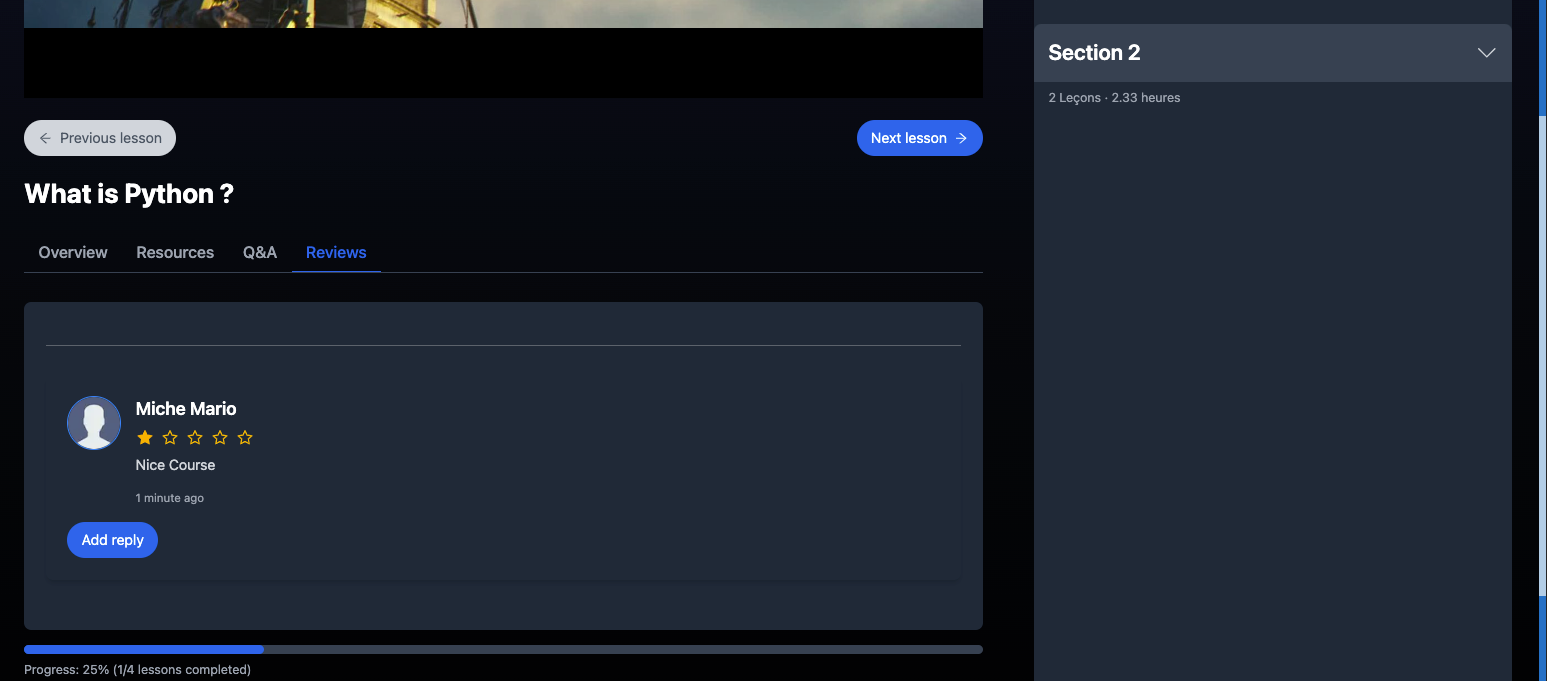 Previous lesson
Next lesson
What is Python ?
Overview Resources Q&A Reviews
Miche Mario
Nice Course
1 minute ago
Add reply
Progress: 25% (1/4 lessons completed)
Section 2
2 Leçons · 2.33 heures